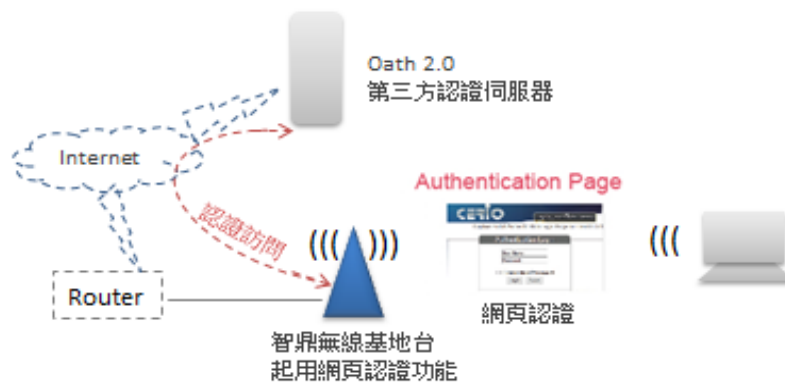 Oath 2.0
第三方認證伺服器
Internet
認證訪問
Authentication Page
CERIO
((( )))
(((
網頁認證
Router
智鼎無線基地台
起用網頁認證功能